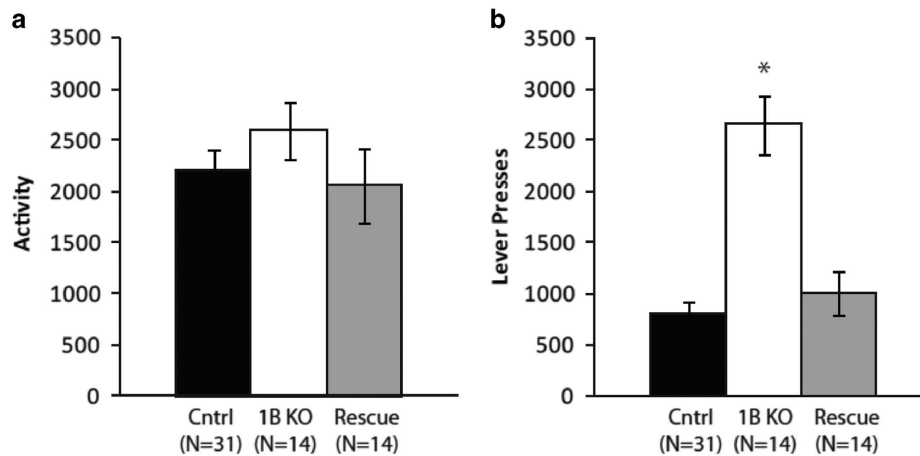 a
3500
3000
2500
2000
1500
1000
500
0
Activity
Cntrl 1B KO Rescue
(N=31) (N=14) (N=14)
b
3500
3000
2500
2000
1500
1000
500
0
Lever Presses
*
Cntrl 1B KO Rescue
(N=31) (N=14) (N=14)